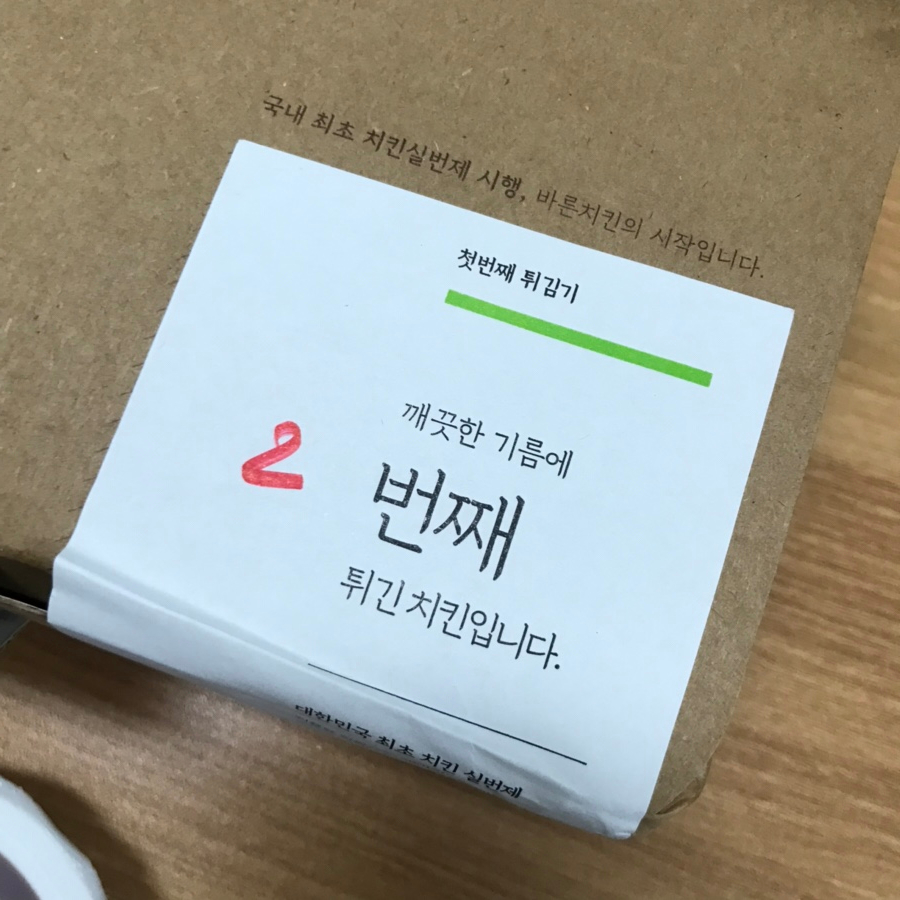 국내 최초 치킨실번제 시행, 바른치킨의 시작입니다.
첫번째 튀김기
깨끗한 기름에
2 번째
튀긴 치킨입니다.
대한민국 최초 치킨 실번제